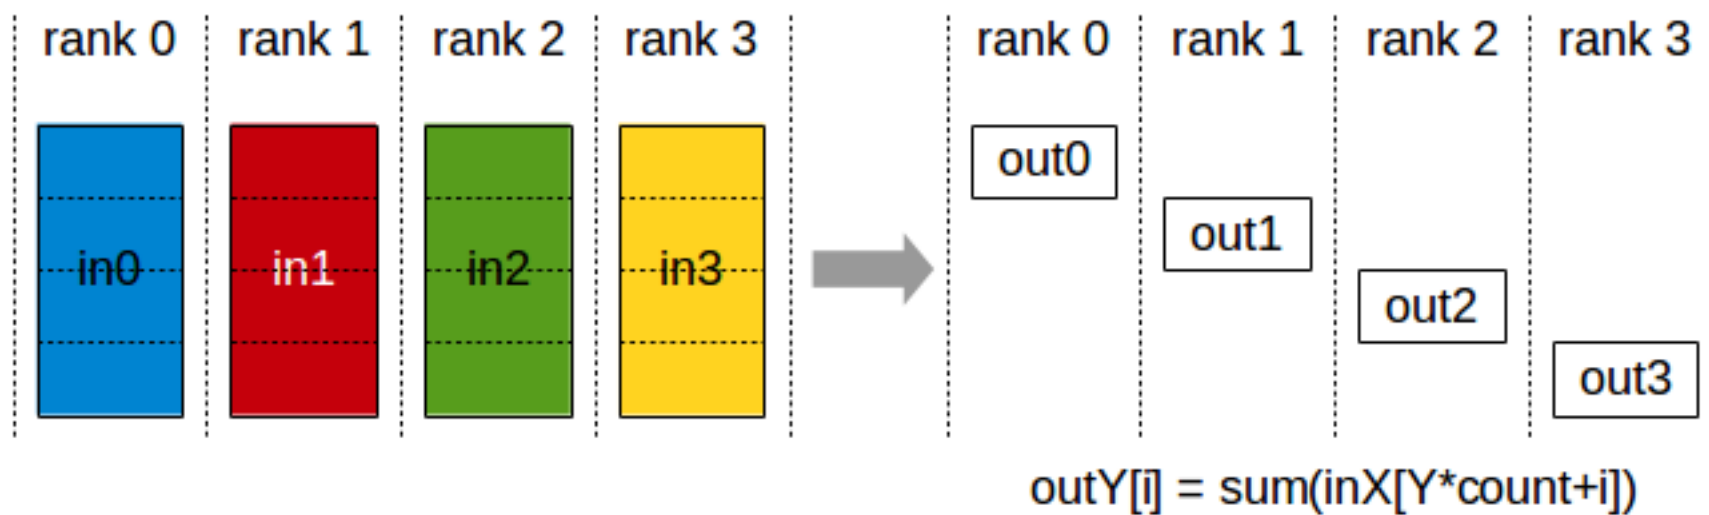 rank 0 rank 1 rank 2 rank 3 rank 0 rank 1 rank 2 rank 3
out0
out1
in0 in1 in2 in3
out2
out3
outY[i] = sum(inX[Y*count+i])